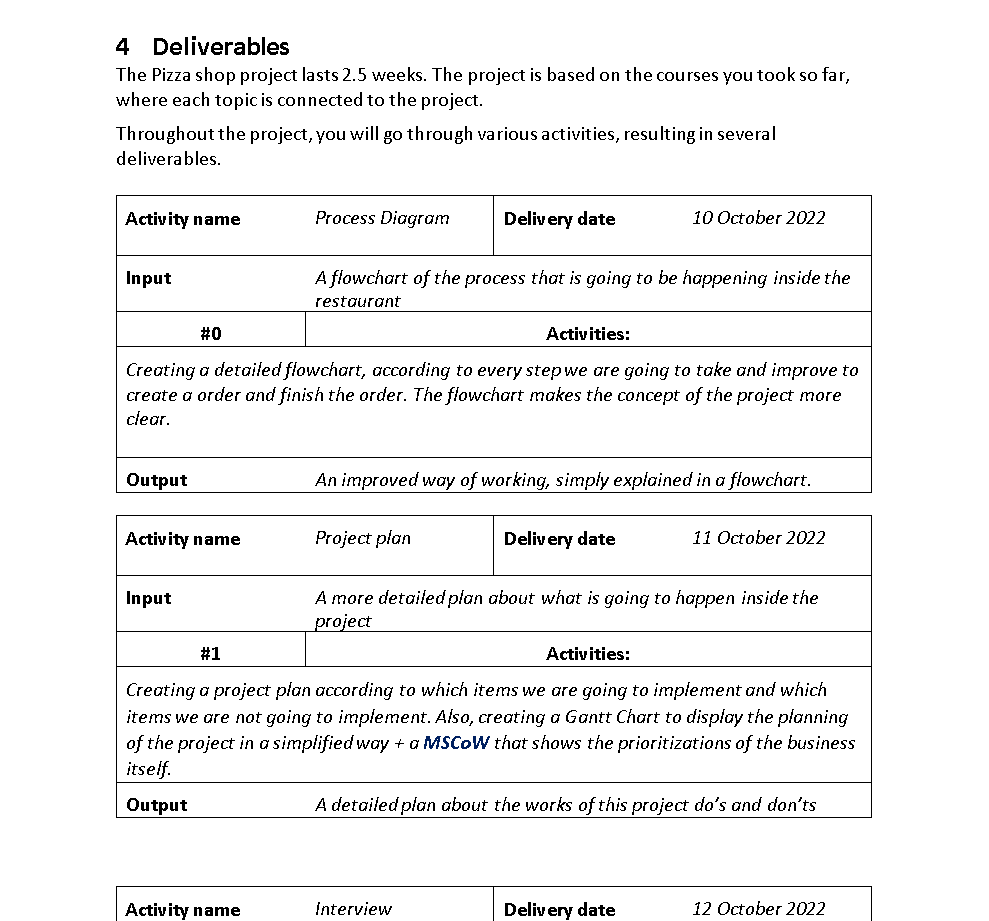 4 Deliverables
The Pizza shop project lasts 2.5 weeks. The project is based on the courses you took so far,
where each topic is connected to the project.
Throughout the project, you will go through various activities, resulting in several
deliverables.
Activity name Process Diagram Delivery date 10 October 2022
Input A flowchart of the process that is going to be happening inside the
restaurant
#0 Activities:
Creating a detailed flowchart, according to every step we are going to take and improve to
create a order and finish the order. The flowchart makes the concept of the project more
clear.
Output An improved way of working, simply explained in a flowchart.
Activity name Project plan Delivery date 11 October 2022
Input A more detailed plan about what is going to happen inside the
project
#1 Activities:
Creating a project plan according to which items we are going to implement and which
items we are not going to implement. Also, creating a Gantt Chart to display the planning
of the project in a simplified way + a MSCoW that shows the prioritizations of the business
itself.
Output A detailed plan about the works of this project do’s and don’ts
Activity name Interview Delivery date 12 October 2022